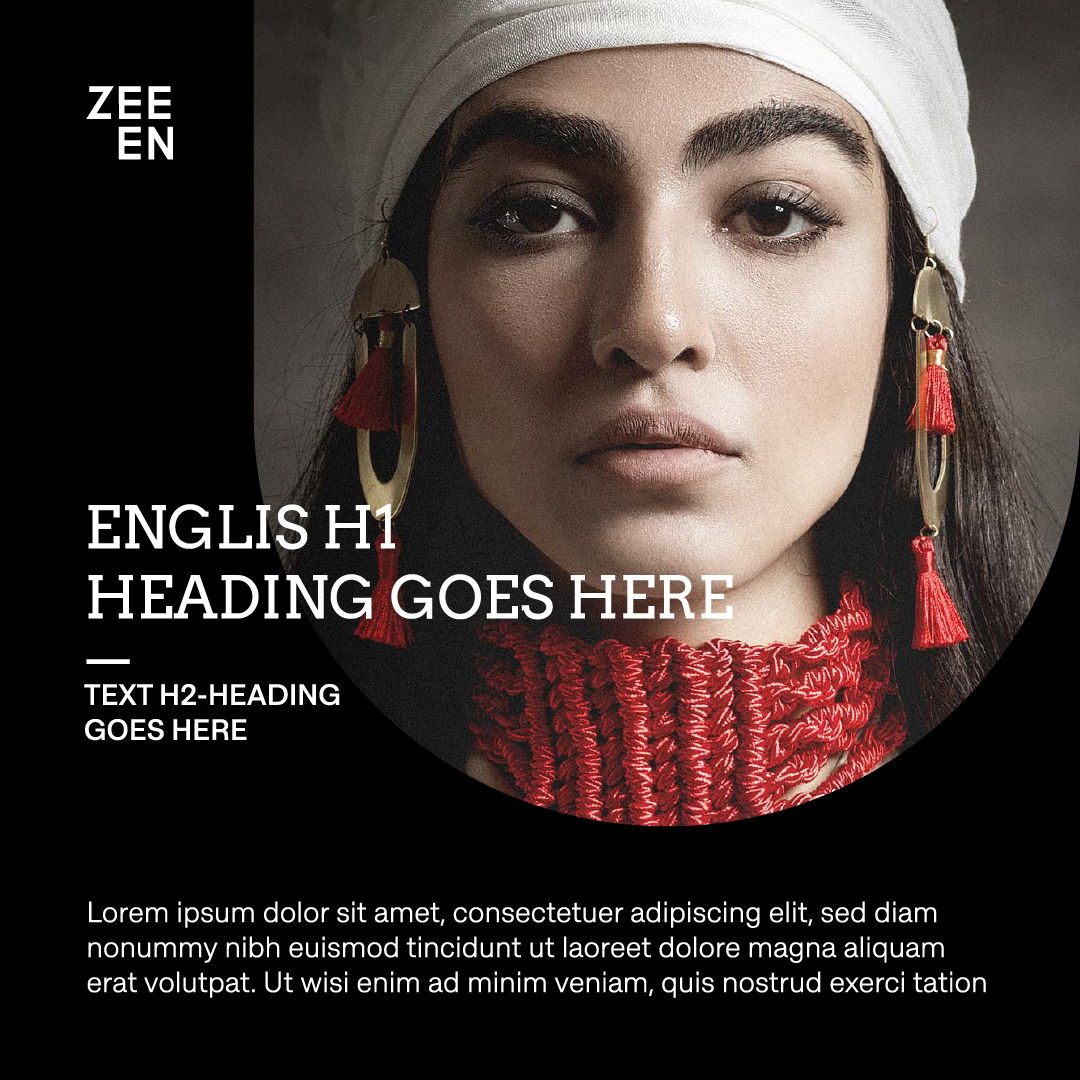 ZEE
EN
ENGLIS H1
HEADING GOES HERE
TEXT H2-HEADING
GOES HERE
Lorem ipsum dolor sit amet, consectetuer adipiscing elit, sed diam
nonummy nibh euismod tincidunt ut laoreet dolore magna aliquam
erat volutpat. Ut wisi enim ad minim veniam, quis nostrud exerci tation